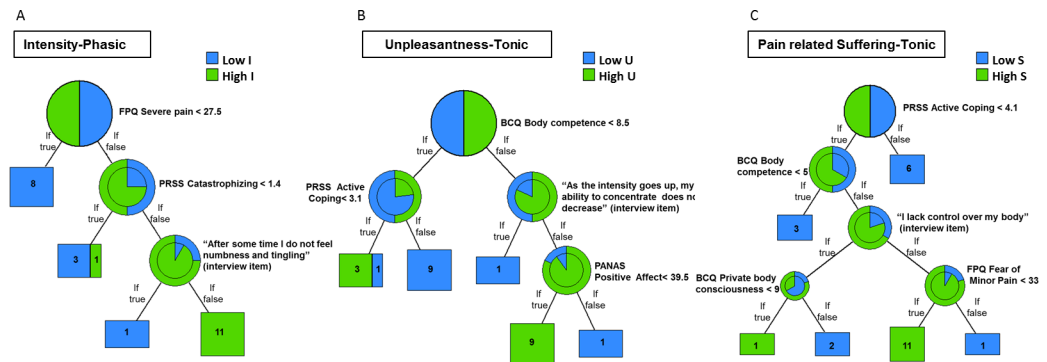 A
Intensity-Phasic
Low I
High I
FPQ Severe pain < 27.5
If
true
If
false
8
PRSS Catastrophizing < 1.4
If
true
If
false
3
1
“After some time I do not feel
numbness and tingling”
(interview item)
If
true
If
false
1
11
B
Unpleasantness-Tonic
Low U
High U
BCQ Body competence < 8.5
If
true
If
false
PRSS Active
Coping< 3.1
“As the intensity goes up, my
ability to concentrate does no
decrease” (interview item)
If
true
If
false
If
true
If
false
3
1
9
1
PANAS
Positive Affect< 39.5
If
true
If
false
9
1
C
Pain related Suffering-Tonic
Low S
High S
PRSS Active Coping < 4.1
If
true
If
false
BCQ Body
competence < 5
6
If
true
If
false
3
“I lack control over my body”
(interview item)
If
true
If
false
BCQ Private body
consciousness < 9
FPQ Fear of
Minor Pain < 33
If
true
If
false
If
true
If
false
1
2
11
1